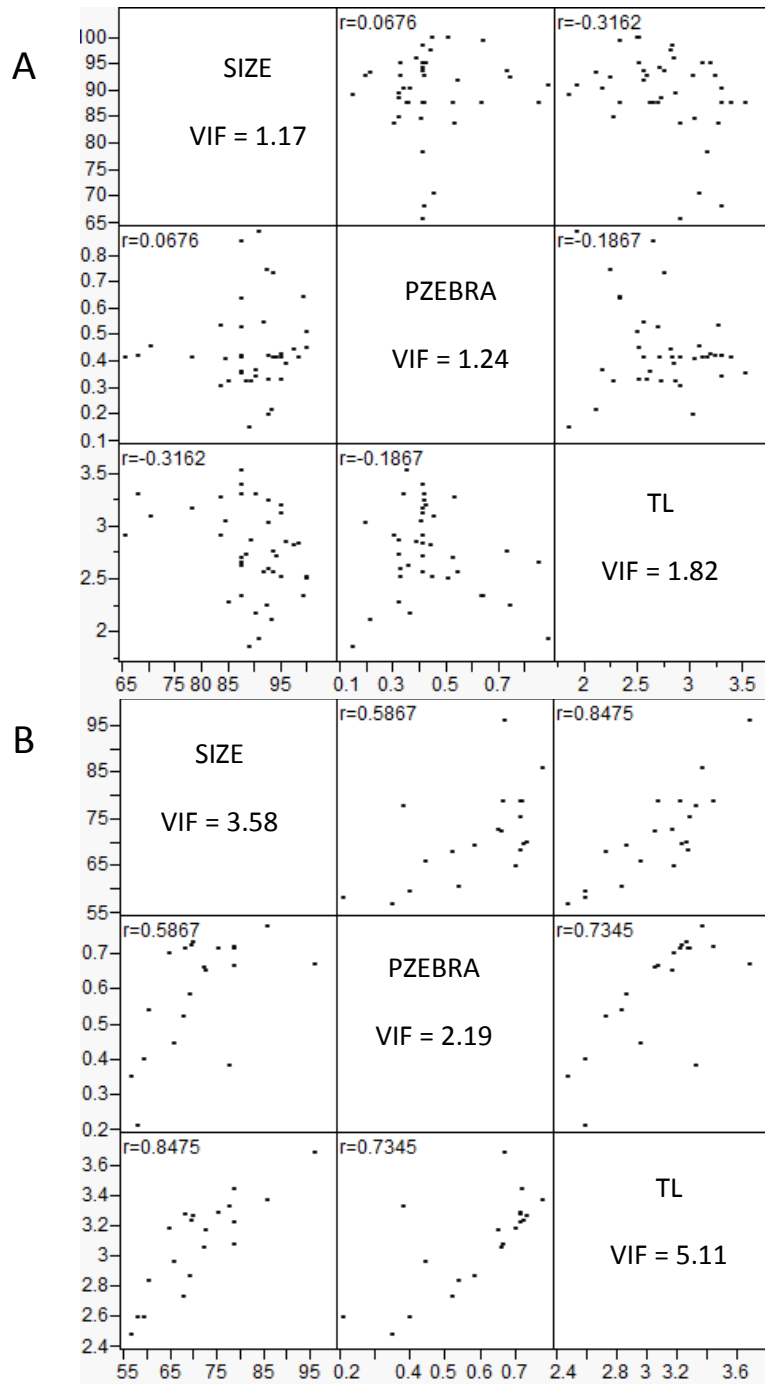 A
r=0.0676
r=-0.3162
100
95
90
85
80
75
70
65
SIZE
VIF = 1.17
r=0.0676
r=-0.1867
0.8
0.7
0.6
0.5
0.4
0.3
0.2
0.1
PZEBRA
VIF = 1.24
r=-0.3162
r=-0.1867
3.5
3
2.5
2
TL
VIF = 1.82
65 75 80 85 95
0.1 0.3 0.5 0.7
2 2.5 3 3.5
B
r=0.5867
r=0.8475
95
85
75
65
55
SIZE
VIF = 3.58
r=0.5867
r=0.7345
0.7
0.6
0.5
0.4
0.3
0.2
PZEBRA
VIF = 2.19
r=0.8475
r=0.7345
3.6
3.4
3.2
3
2.8
2.6
2.4
TL
VIF = 5.11
55 65 75 85 95
0.2 0.4 0.5 0.6 0.7
2.4 2.8 3 3.2 3.6